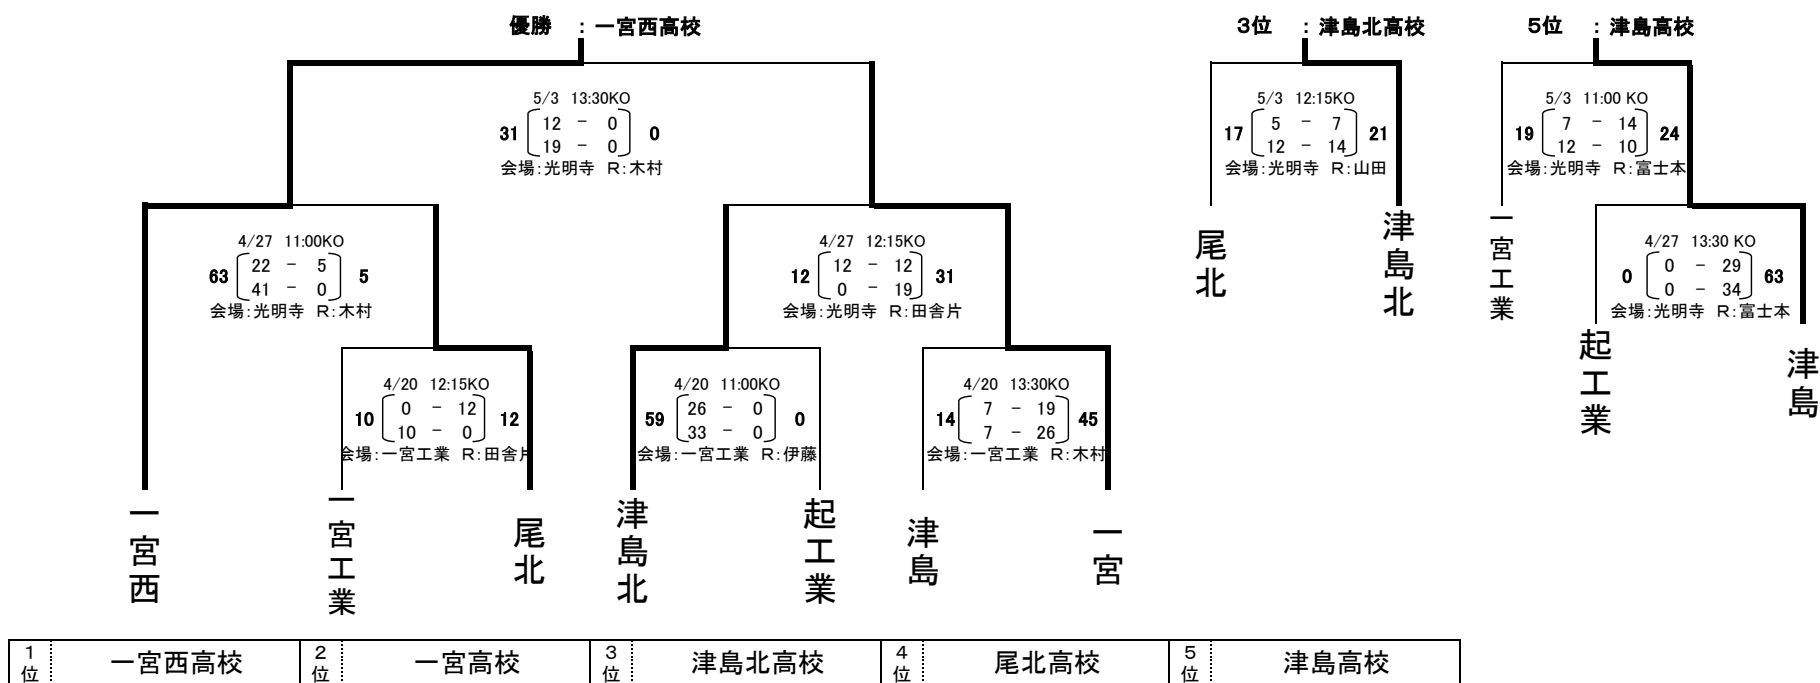 優勝 ：一宮西高校
3位 ：津島北高校
5位 ：津島高校
5/3 13:30KO
31 12 － 0 0
19 － 0
会場：光明寺 R：木村
5/3 12:15KO
17 5 － 7 21
12 － 14
会場：光明寺 R：山田
5/3 11:00 KO
19 7 － 14 24
12 － 10
会場：光明寺 R：富士本
4/27 11:00KO
63 22 － 5 5
41 － 0
会場：光明寺 R：木村
4/27 12:15KO
12 12 － 12 31
0 － 19
会場：光明寺 R：田舎片
尾北
津島北
一宮工業
4/27 13:30 KO
0 0 － 29 63
0 － 34
会場：光明寺 R：富士本
起工業
津島
4/20 12:15KO
10 0 － 12 12
10 － 0
会場：一宮工業 R：田舎片
4/20 11:00KO
59 26 － 0 0
33 － 0
会場：一宮工業 R：伊藤
4/20 13:30KO
14 7 － 19 45
7 － 26
会場：一宮工業 R：木村
一宮西
一宮工業
尾北
津島北
起工業
津島
一宮
1位 一宮西高校 2位 一宮高校 3位 津島北高校 4位 尾北高校 5位 津島高校